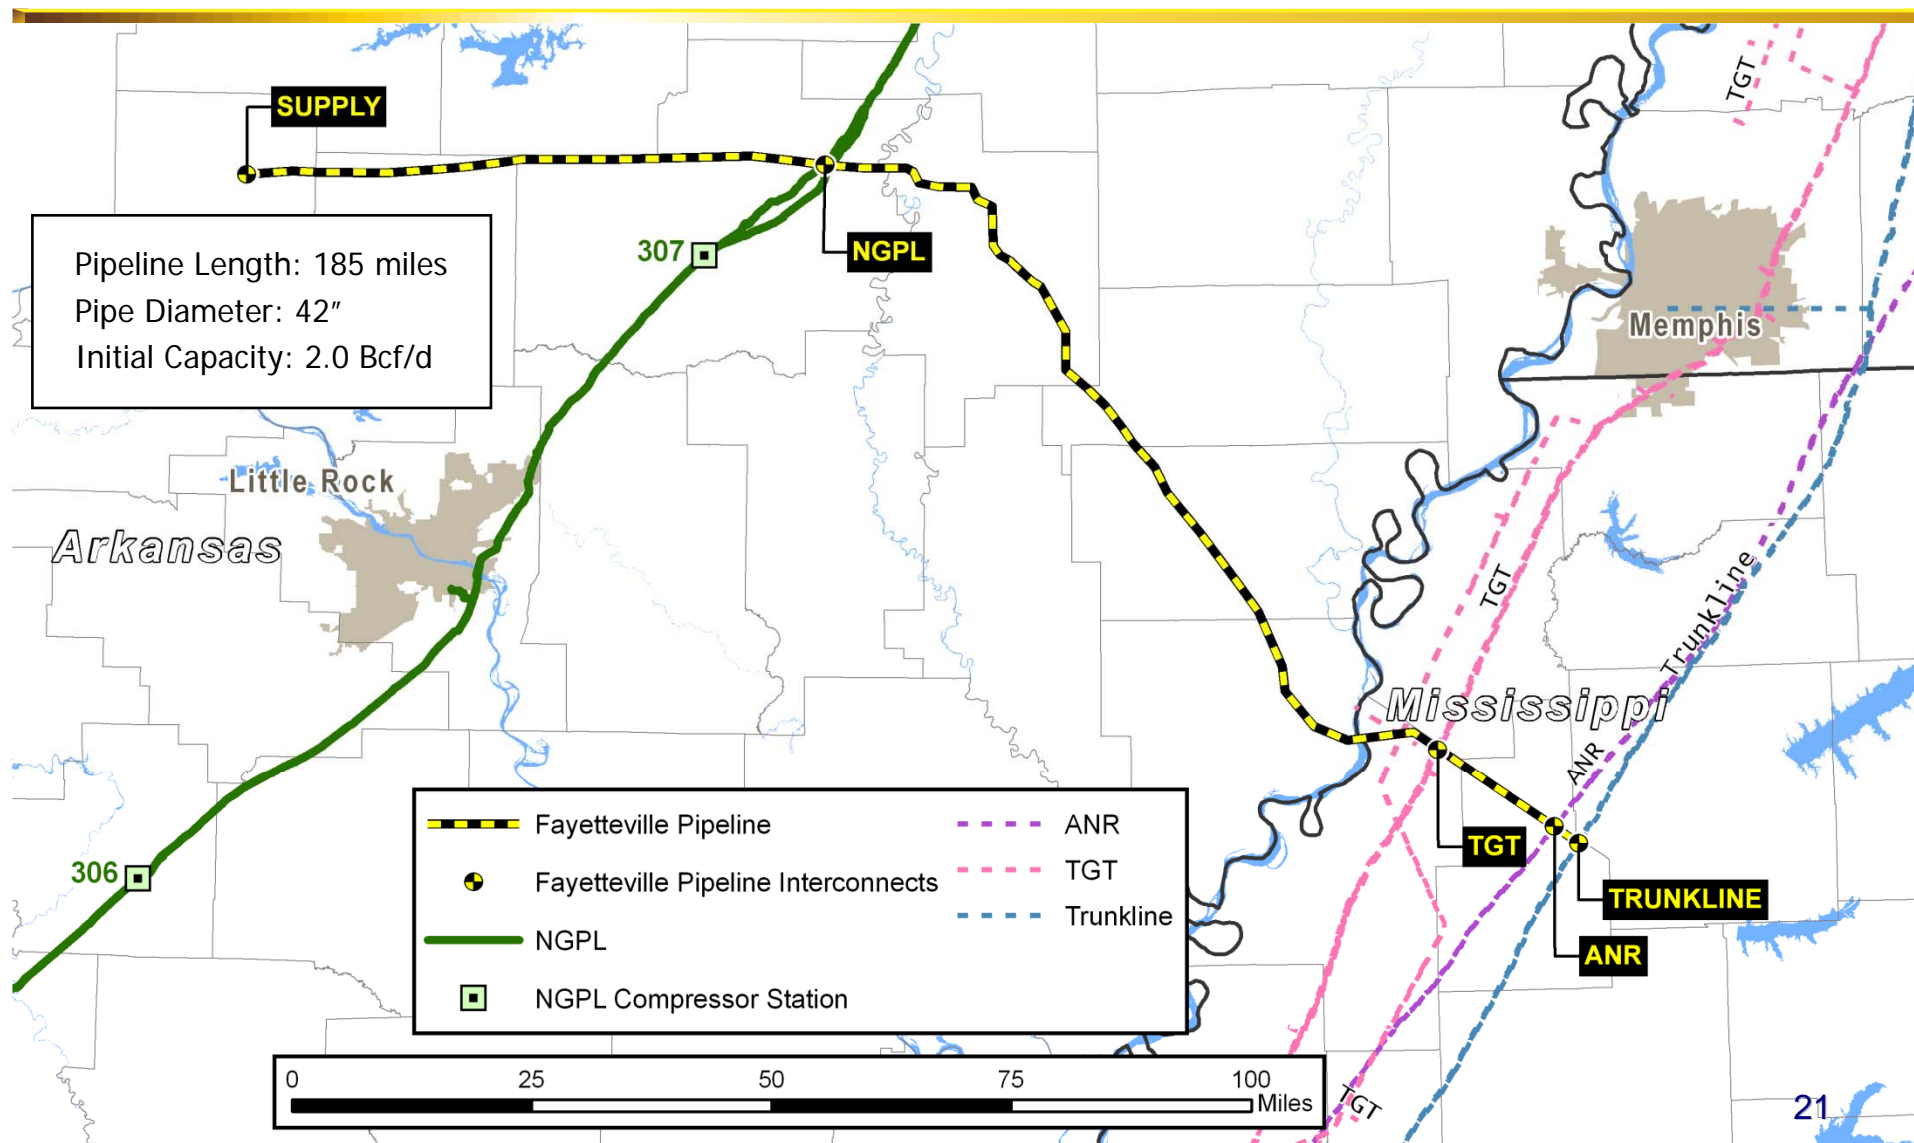 TGT
SUPPLY
307
NGPL
Pipeline Length: 185 miles
Pipe Diameter: 42"
Initial Capacity: 2.0 Bcf/d
Memphis
Little Rock
Arkansas
TGT
Trunkline
Mississippi
ANR
306
TGT
TRUNKLINE
ANR
Fayetteville Pipeline
Fayetteville Pipeline Interconnects
NGPL
NGPL Compressor Station
ANR
TGT
Trunkline
0 25 50 75 100
Miles
TGT
21